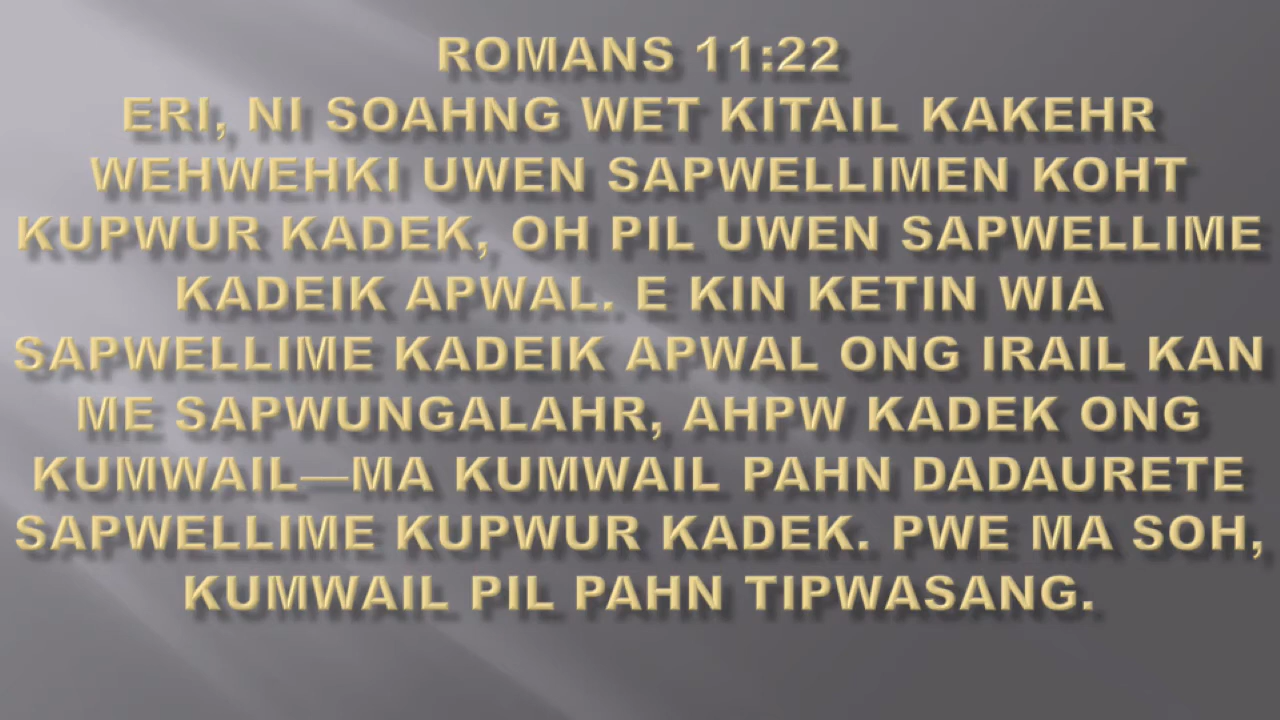 ROMANS 11:22
ERI, NI SOAHNG WET KITAIL KAKEHR
WEHWEHKI UWEN SAPWELLIMEN KOHT
KUPWUR KADEK, OH PIL UWEN SAPWELLIME
KADEIK APWAL. E KIN KETIN WIA
SAPWELLIME KADEIK APWAL ONG IRAIL KAN
ME SAPWUNGALAHR, AHPW KADEK ONG
KUMWAIL—MA KUMWAIL PAHN DADAURETE
SAPWELLIME KUPWUR KADEK. PWE MA SOH,
KUMWAIL PIL PAHN TIPWASANG.